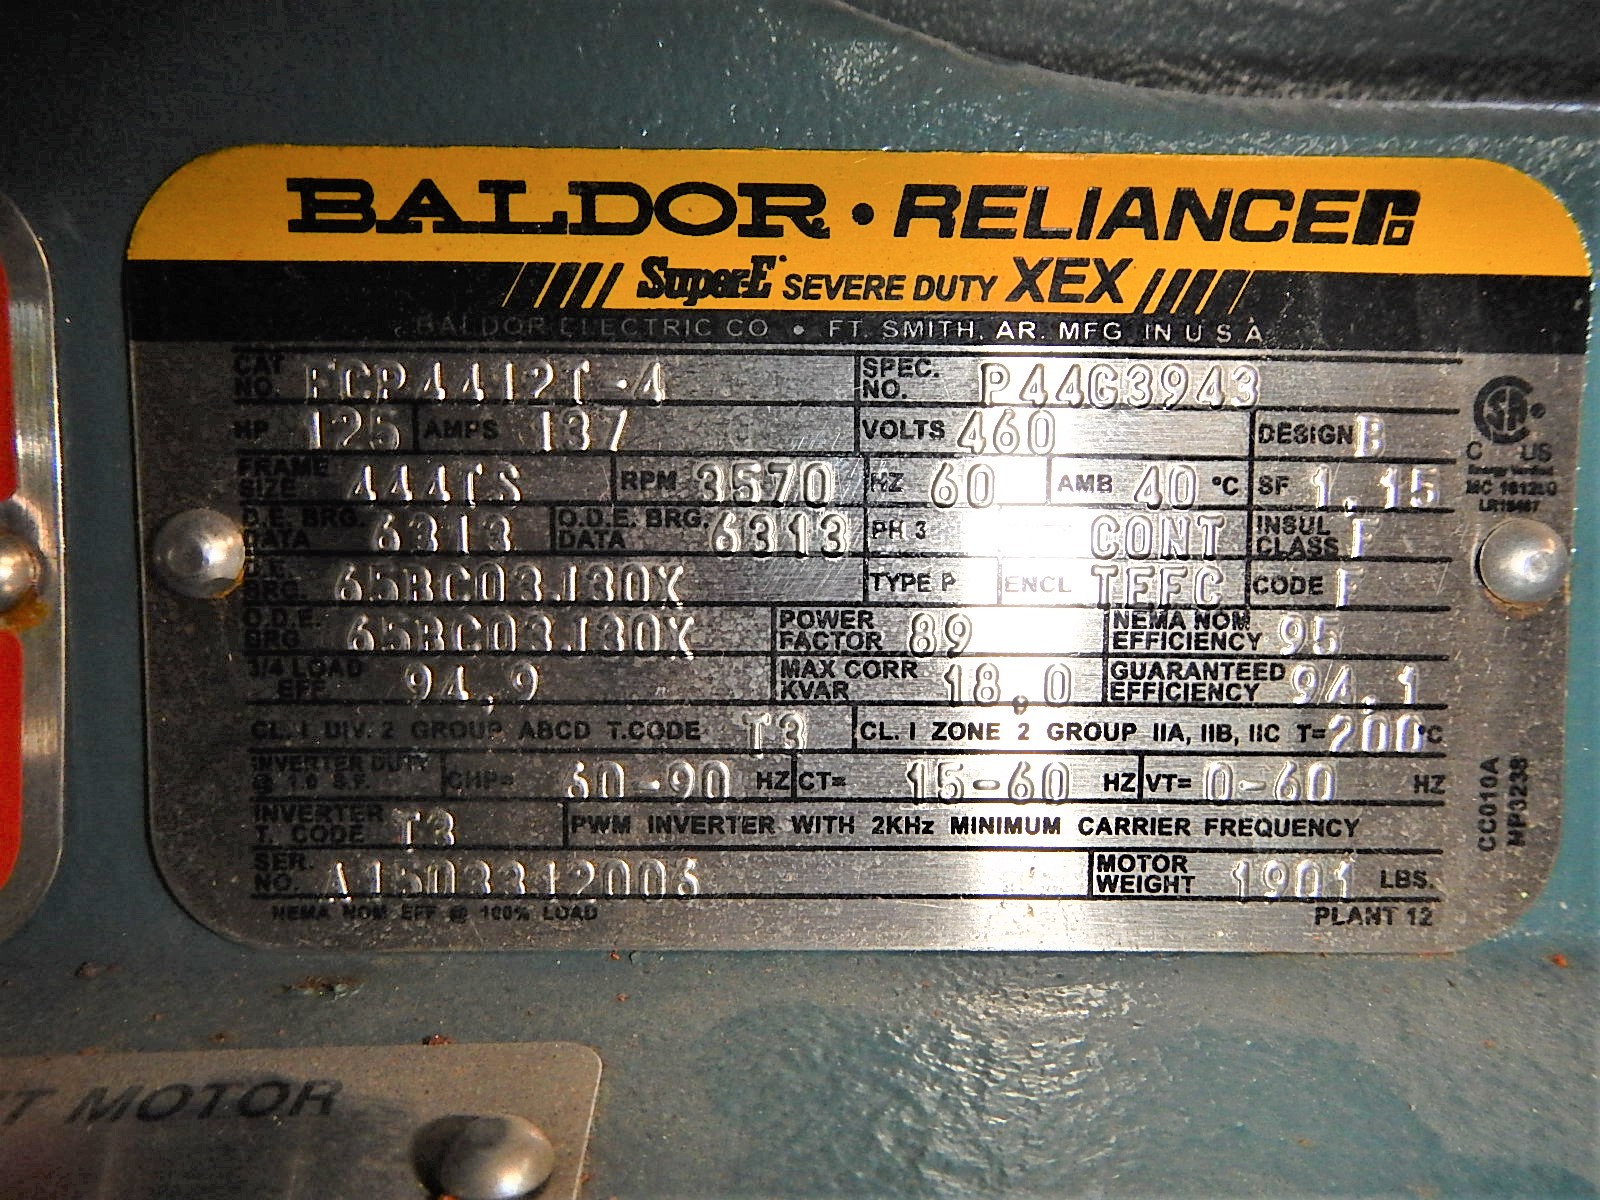 BALDOR • RELIANCE
Super-E SEVERE DUTY XEX
BALDOR ELECTRIC CO • FT. SMITH, AR. MFG. IN U S A
CAT NO. ECP4412T-4 SPEC. NO. P44G3943
HP 125 AMPS 137 VOLTS 460 DESIGN B
FRAME SIZE 444TS RPM 3570 HZ 60 AMB 40 °C SF 1.15
D.E. BRG. DATA 6313 O.D.E. BRG. DATA 6313 PH 3 CONT INSUL CLASS F
D.E. BRG. 65BC03J30X TYPE P ENCL TEFC CODE F
O.D.E. BRG 65BC03J30X POWER FACTOR 89 NEMA NOM EFFICIENCY 95
3/4 LOAD EFF. 94.9 MAX CORR KVAR 18.0 GUARANTEED EFFICIENCY 94.1
CL. I DIV. 2 GROUP ABCD T.CODE T3 CL. I ZONE 2 GROUP IIA, IIB, IIC T= 200 °C
INVERTER DUTY @ 1.0 S.F. CHP= 60-90 HZ CT= 15-60 HZ VT= 0-60 HZ
INVERTER T. CODE T3 PWM INVERTER WITH 2KHz MINIMUM CARRIER FREQUENCY
SER. NO. A1503312006 MOTOR WEIGHT 1901 LBS.
NEMA NOM EFF @ 100% LOAD PLANT 12
C US
Energy Verified
CC010A
MP3238
MOTOR